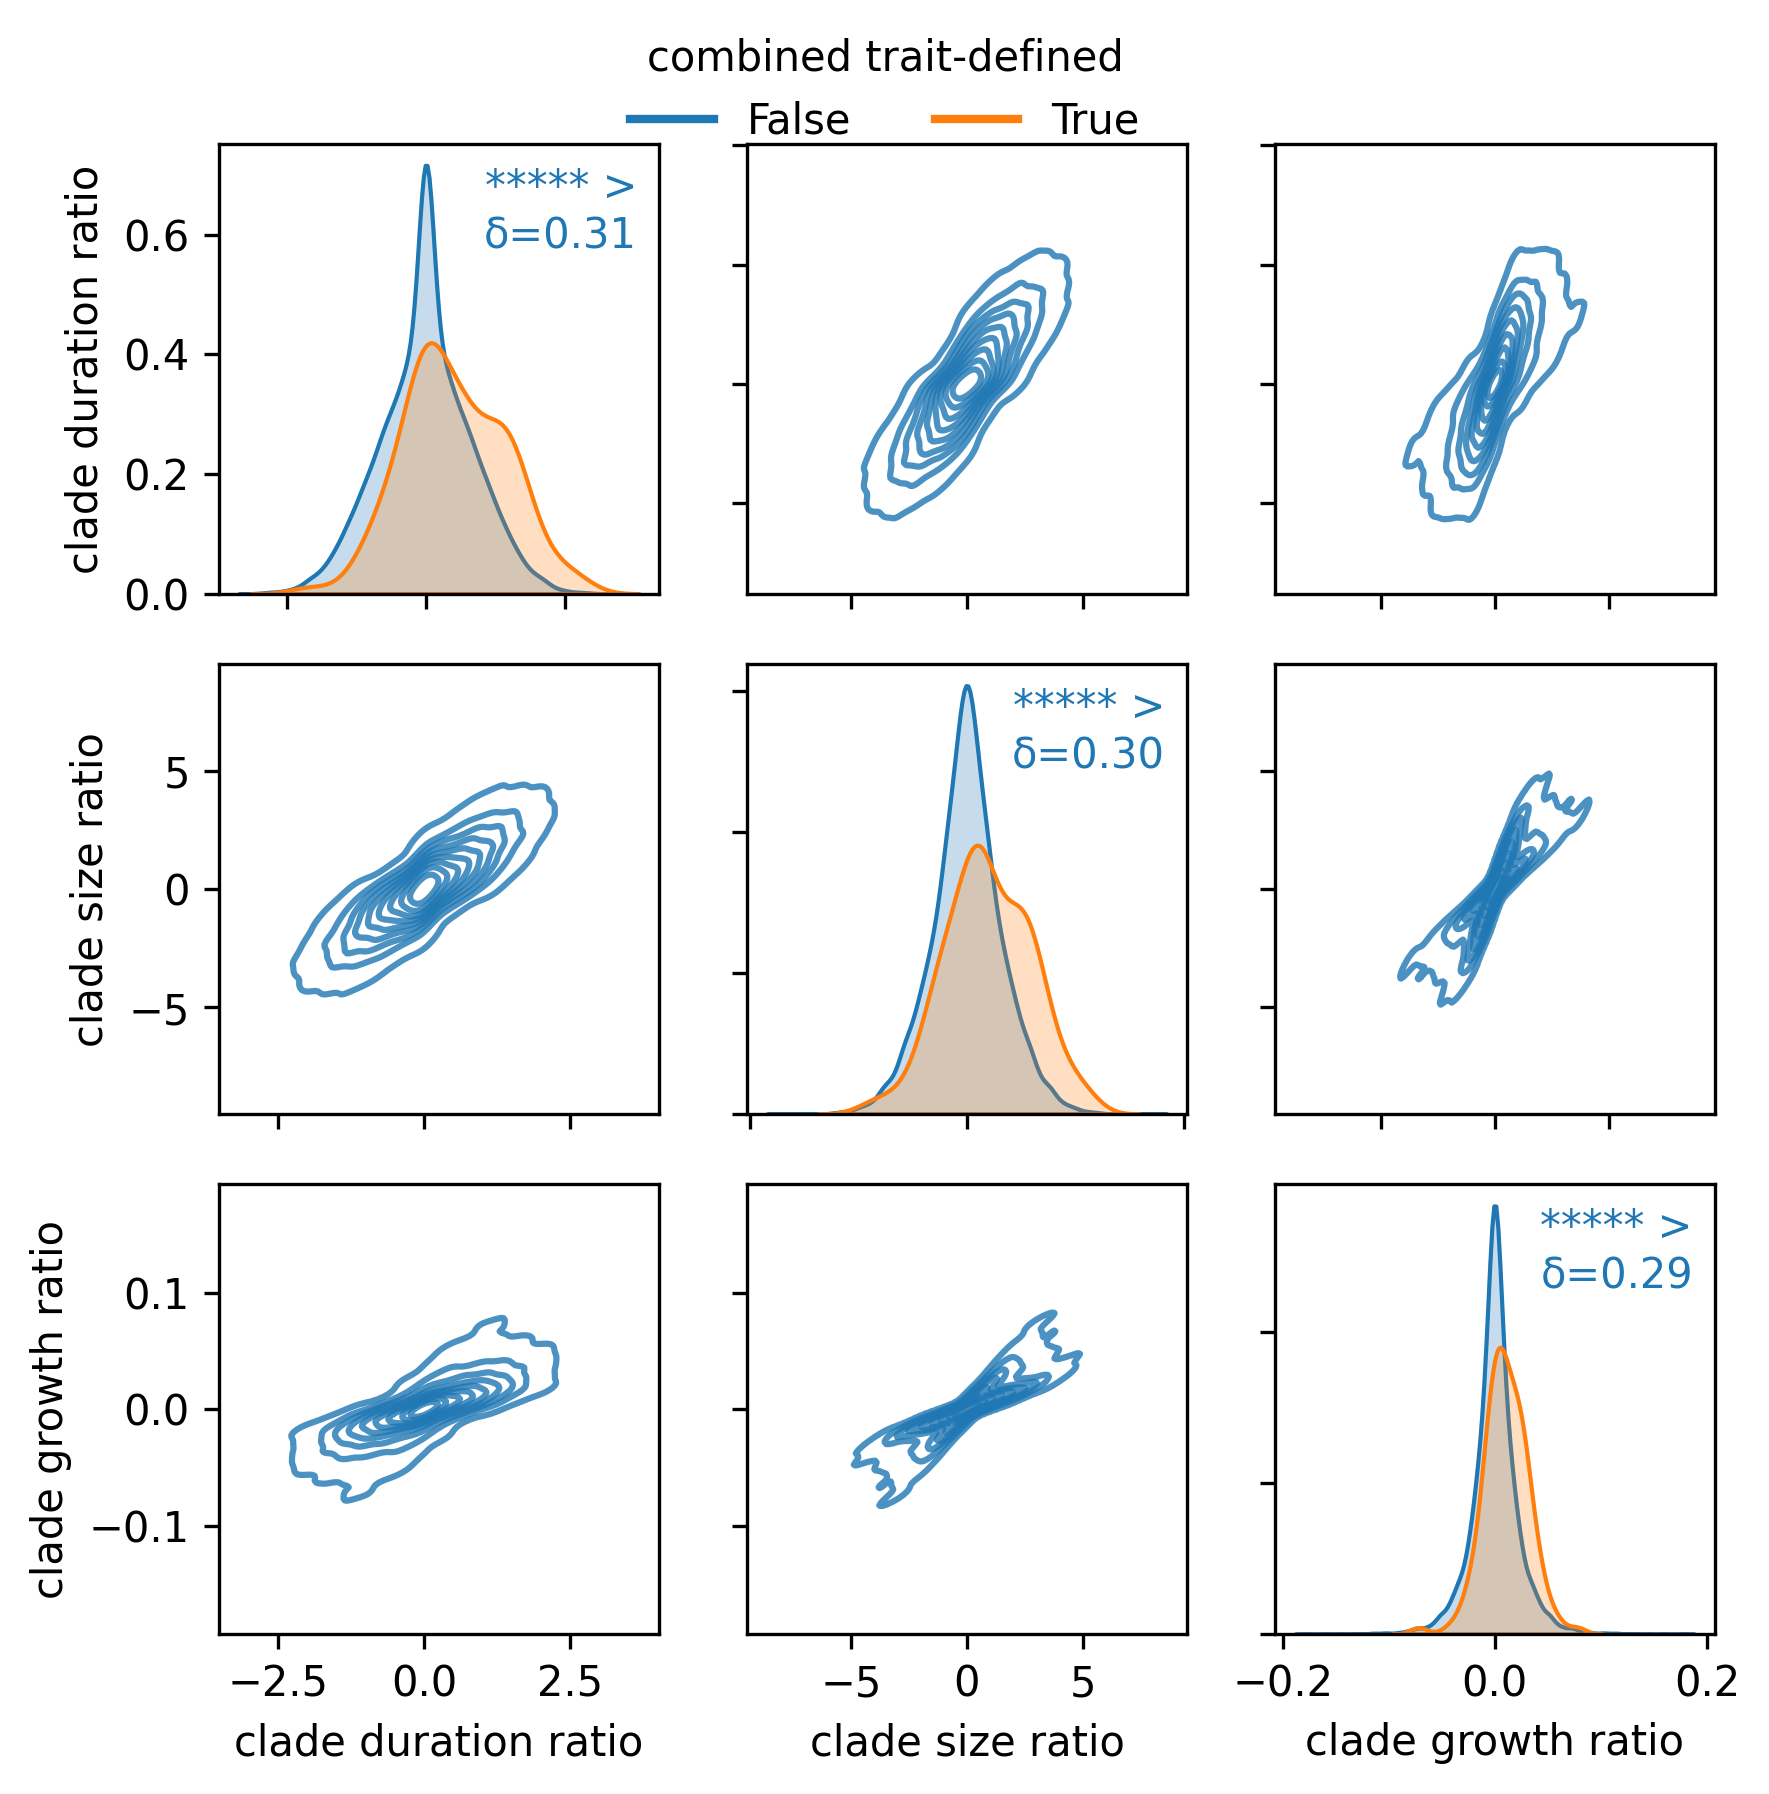 combined trait-defined
False True
clade duration ratio
0.6
0.4
0.2
0.0
***** >
δ=0.31
clade size ratio
5
0
−5
***** >
δ=0.30
clade growth ratio
0.1
0.0
−0.1
***** >
δ=0.29
−2.5 0.0 2.5
−5 0 5
−0.2 0.0 0.2
clade duration ratio
clade size ratio
clade growth ratio